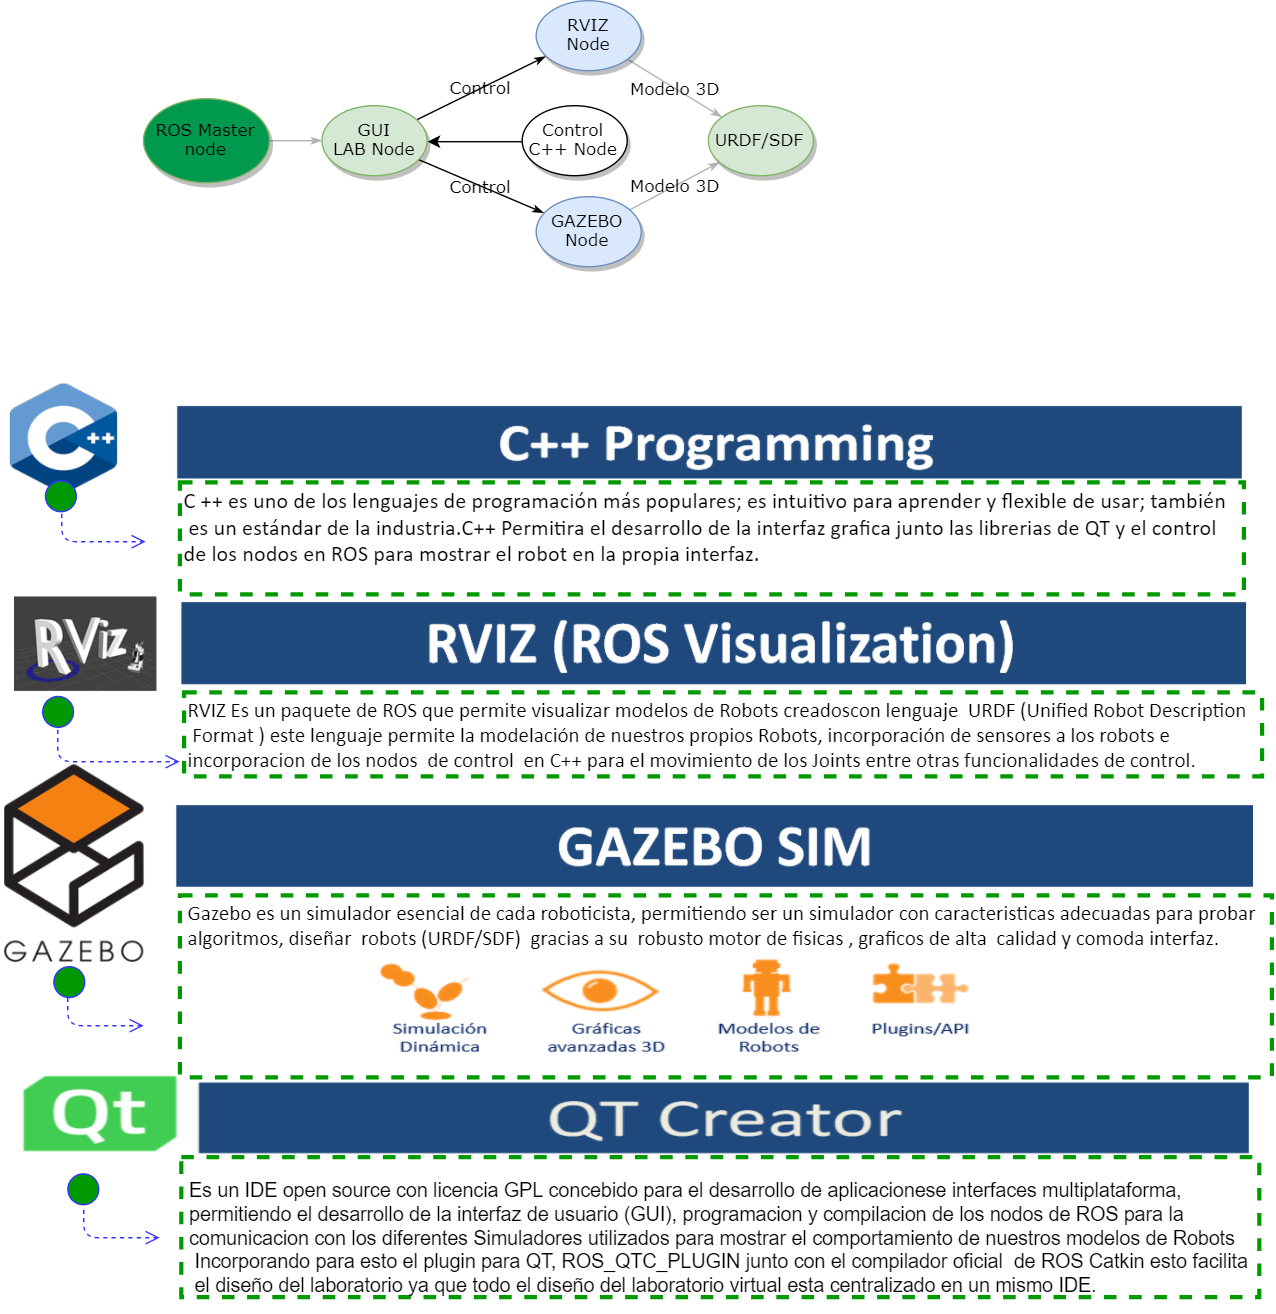 RVIZ
Node
Control
Modelo 3D
ROS Master
node
GUI
LAB Node
Control
C++ Node
URDF/SDF
Control
Modelo 3D
GAZEBO
Node
C++
C++ Programming
C ++ es uno de los lenguajes de programación más populares; es intuitivo para aprender y flexible de usar; también
es un estándar de la industria.C++ Permitira el desarrollo de la interfaz grafica junto las librerias de QT y el control
de los nodos en ROS para mostrar el robot en la propia interfaz.
RViz
RVIZ (ROS Visualization)
RVIZ Es un paquete de ROS que permite visualizar modelos de Robots creadoscon lenguaje URDF (Unified Robot Description
Format ) este lenguaje permite la modelación de nuestros propios Robots, incorporación de sensores a los robots e
incorporacion de los nodos de control en C++ para el movimiento de los Joints entre otras funcionalidades de control.
GAZEBO
GAZEBO SIM
Gazebo es un simulador esencial de cada roboticista, permitiendo ser un simulador con caracteristicas adecuadas para probar
algoritmos, diseñar robots (URDF/SDF) gracias a su robusto motor de fisicas , graficos de alta calidad y comoda interfaz.
Simulación
Dinámica
Gráficas
avanzadas 3D
Modelos de
Robots
Plugins/API
Qt
QT Creator
Es un IDE open source con licencia GPL concebido para el desarrollo de aplicacionese interfaces multiplataforma,
permitiendo el desarrollo de la interfaz de usuario (GUI), programacion y compilacion de los nodos de ROS para la
comunicacion con los diferentes Simuladores utilizados para mostrar el comportamiento de nuestros modelos de Robots
Incorporando para esto el plugin para QT, ROS_QTC_PLUGIN junto con el compilador oficial de ROS Catkin esto facilita
el diseño del laboratorio ya que todo el diseño del laboratorio virtual esta centralizado en un mismo IDE.